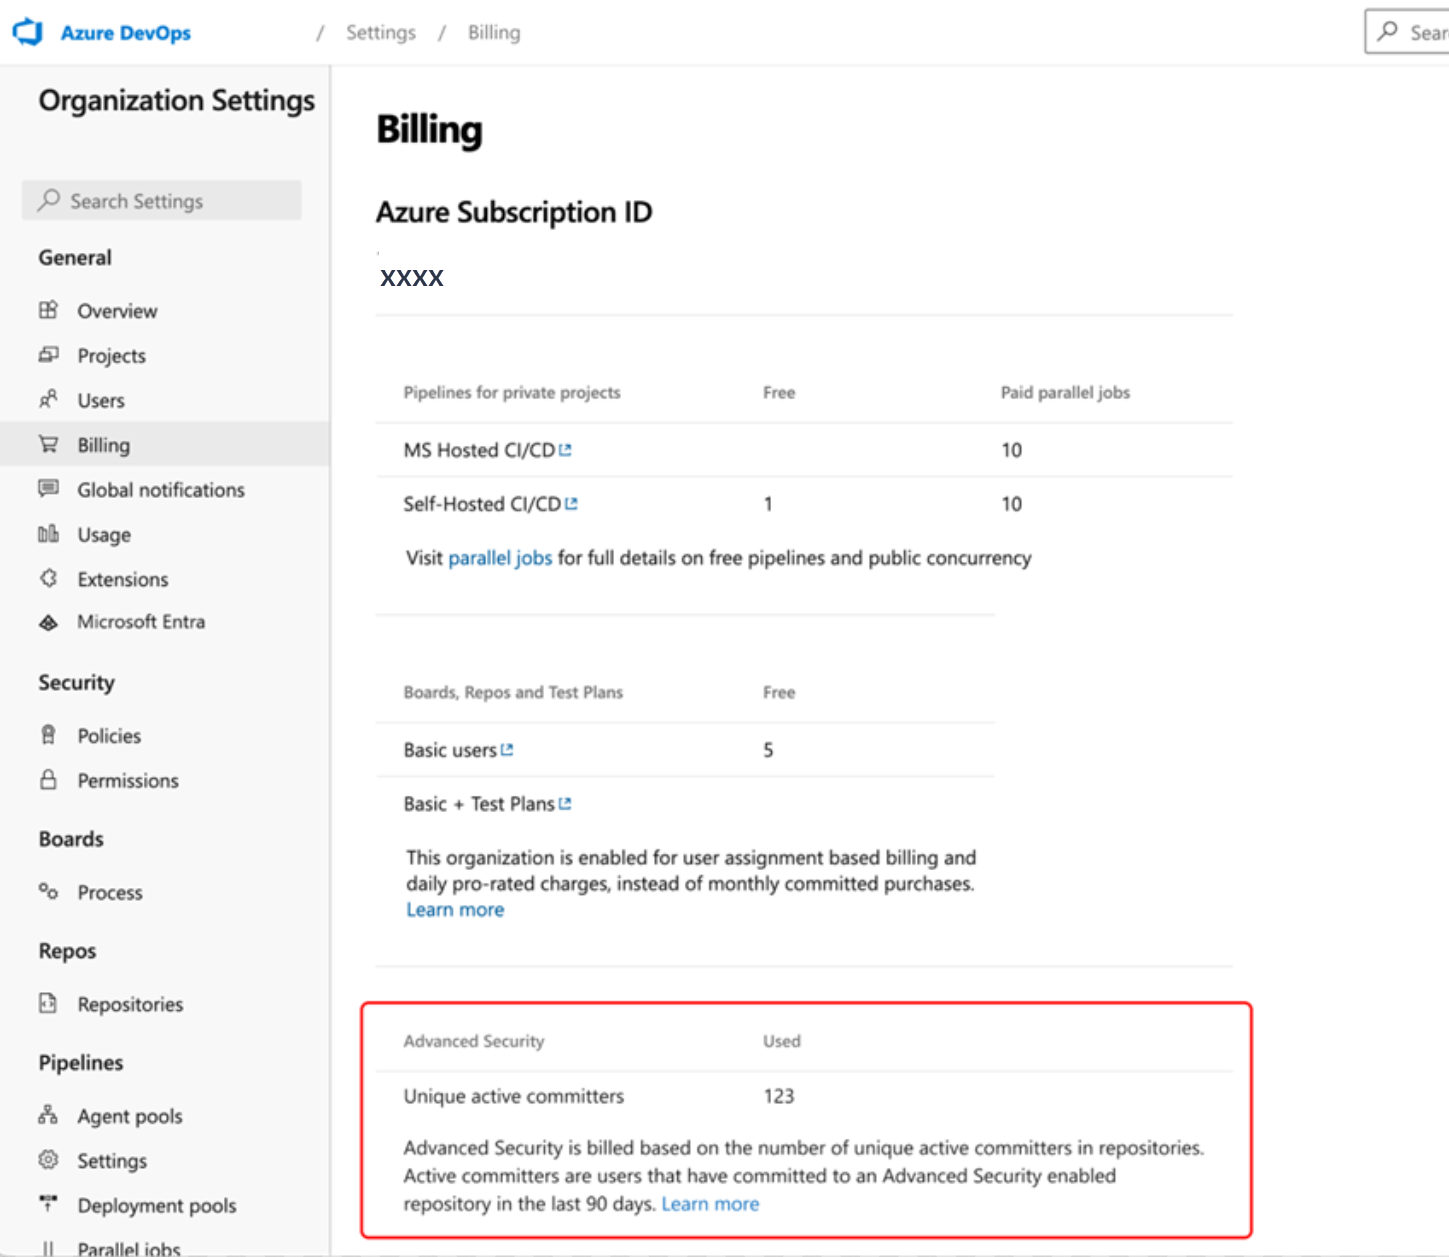 Azure DevOps / Settings / Billing
Organization Settings
Search Settings
General
Overview
Projects
Users
Billing
Global notifications
Usage
Extensions
Microsoft Entra
Security
Policies
Permissions
Boards
Process
Repos
Repositories
Pipelines
Agent pools
Settings
Deployment pools
Parallel jobs
Billing
Azure Subscription ID
XXXX
Pipelines for private projects Free Paid parallel jobs
MS Hosted CI/CD 10
Self-Hosted CI/CD 1 10
Visit parallel jobs for full details on free pipelines and public concurrency
Boards, Repos and Test Plans Free
Basic users 5
Basic + Test Plans
This organization is enabled for user assignment based billing and
daily pro-rated charges, instead of monthly committed purchases.
Learn more
Advanced Security Used
Unique active committers 123
Advanced Security is billed based on the number of unique active committers in repositories.
Active committers are users that have committed to an Advanced Security enabled
repository in the last 90 days. Learn more